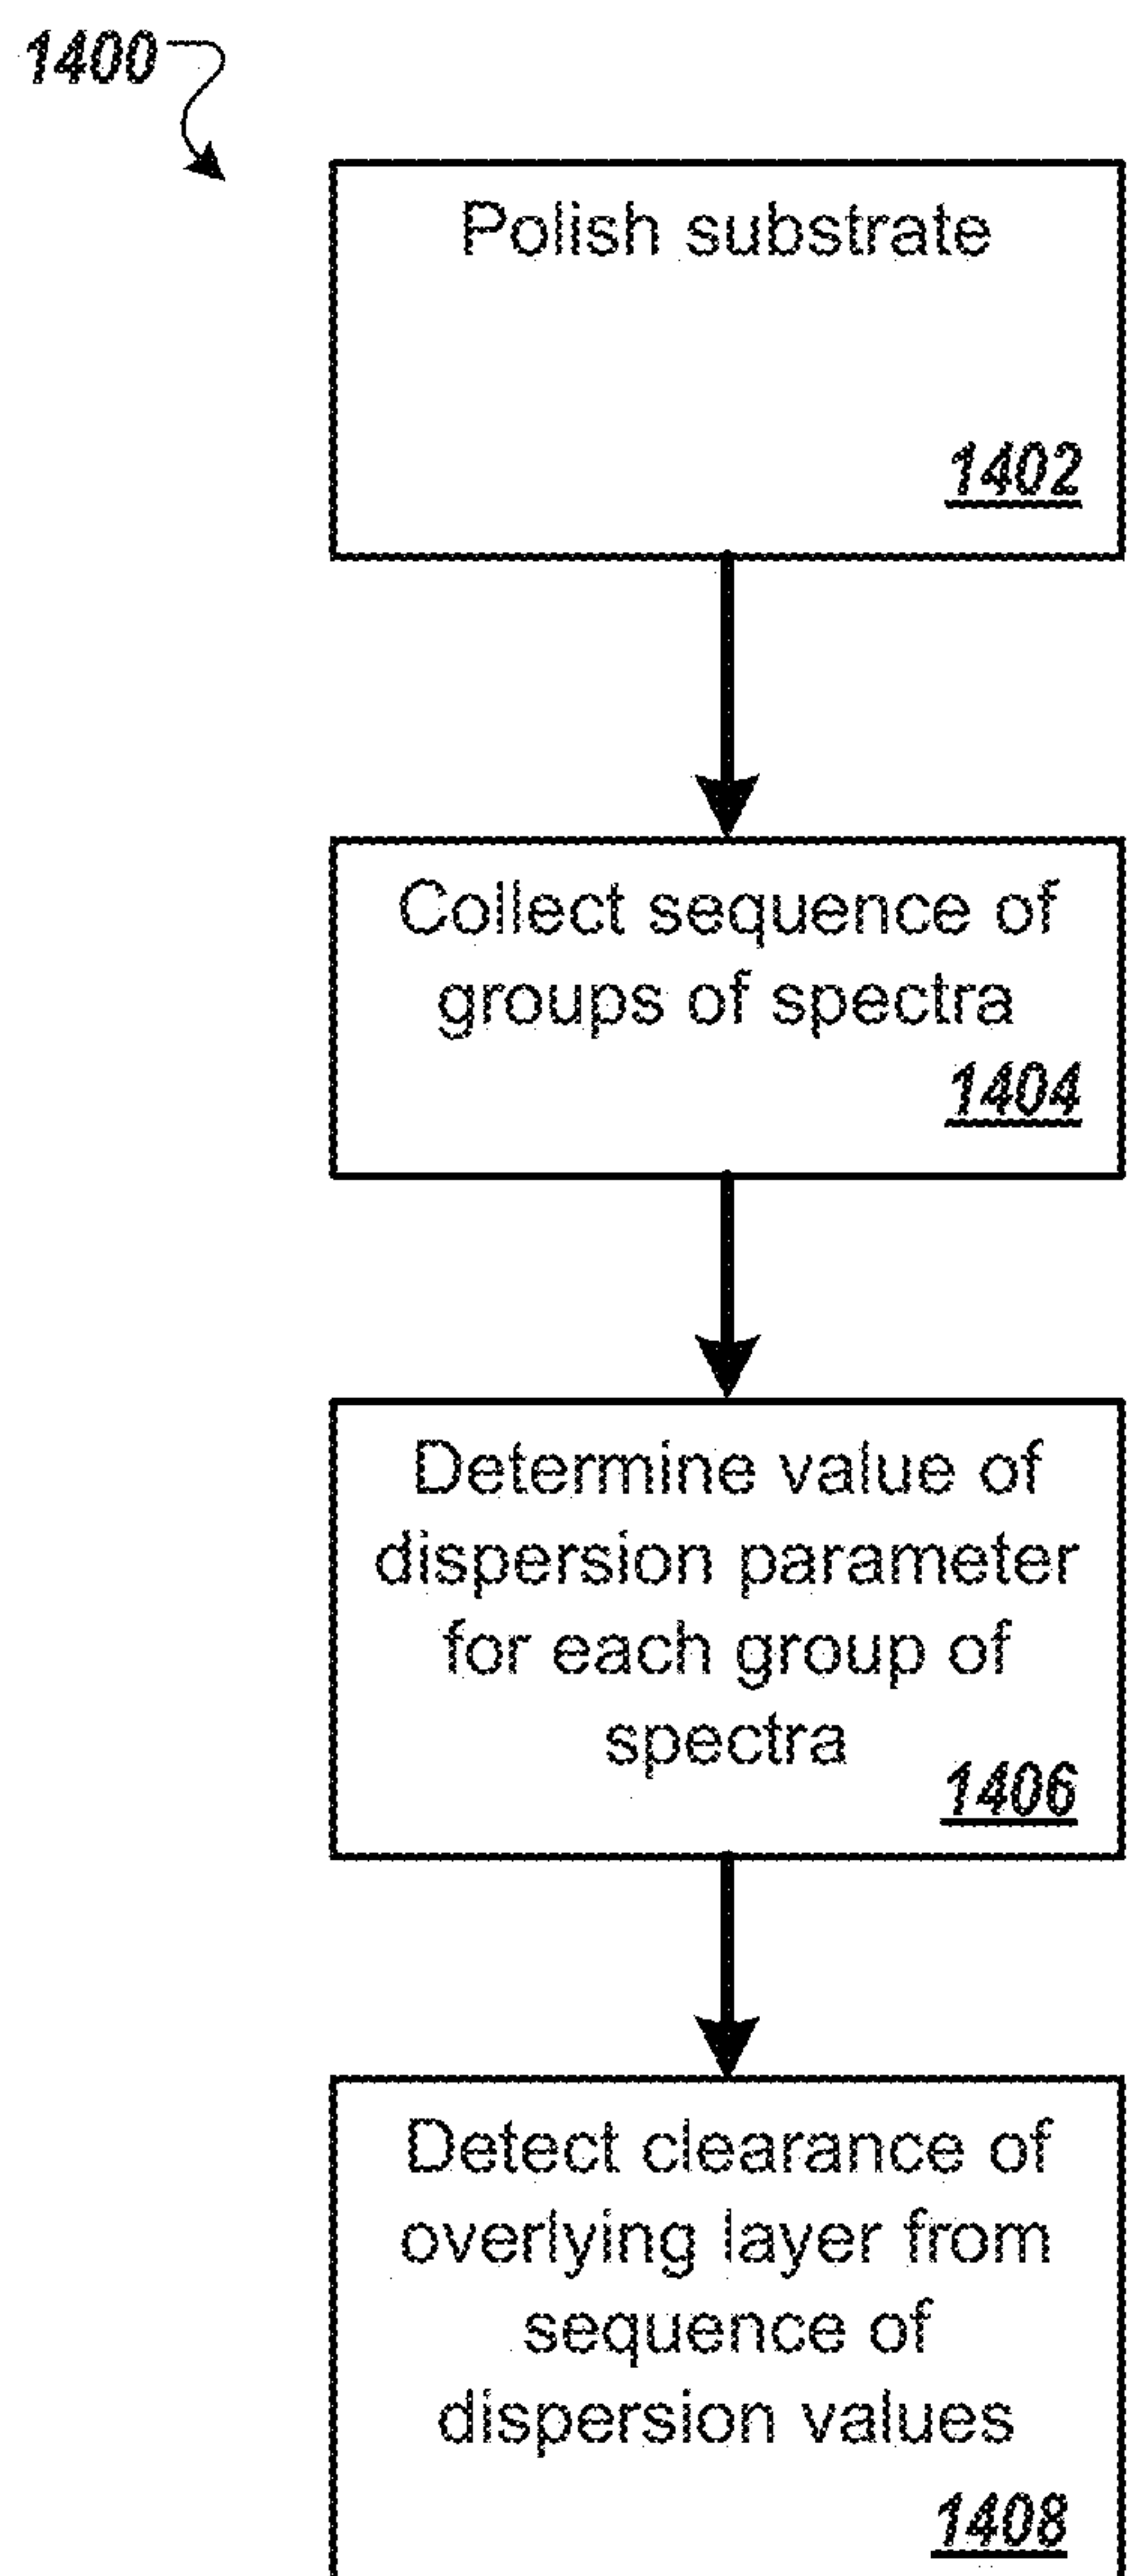 1400
Polish substrate
1402
Collect sequence of
groups of spectra
1404
Determine value of
dispersion parameter
for each group of
spectra
1406
Detect clearance of
overlying layer from
sequence of
dispersion values
1408